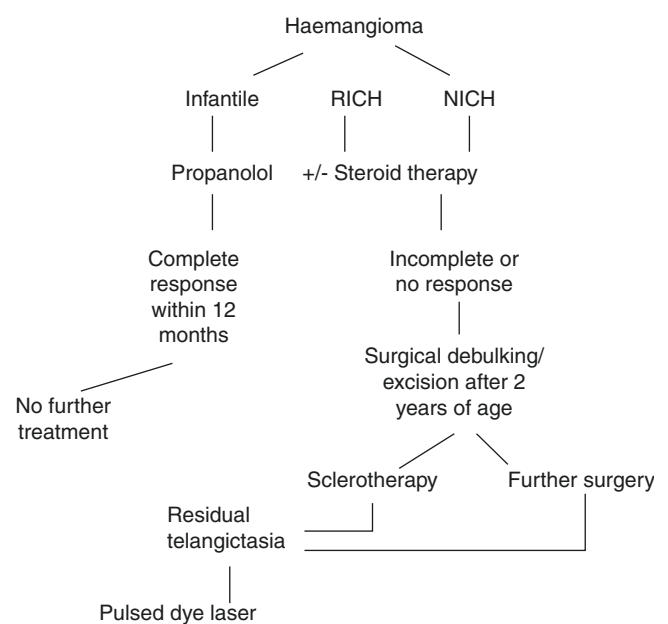 Haemangioma
Infantile RICH NICH
Propanolol +/- Steroid therapy
Complete
response
within 12
months
Incomplete or
no response
Surgical debulking/
excision after 2
years of age
No further
treatment
Sclerotherapy Further surgery
Residual
telangictasia
Pulsed dye laser